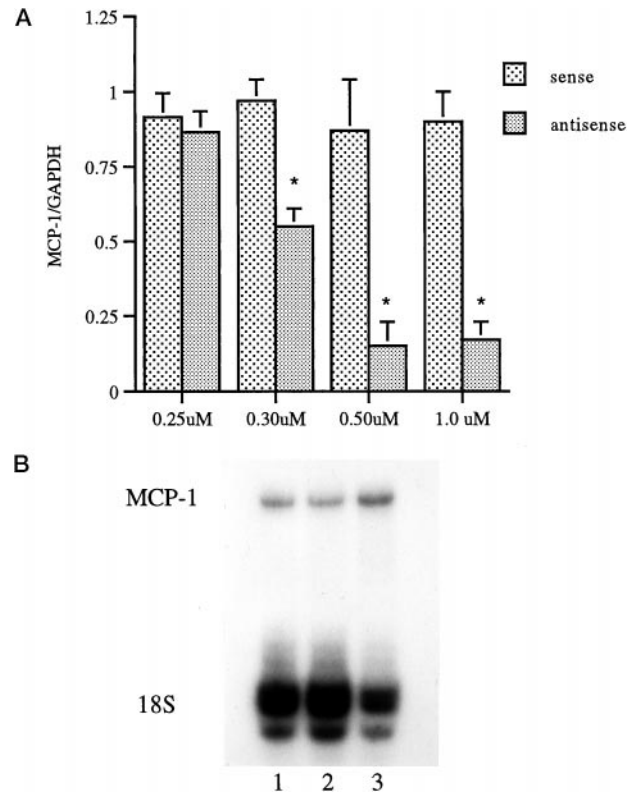 A
1.25
1
0.75
0.5
0.25
0
MCP-1/GAPDH
* * *
0.25uM 0.30uM 0.50uM 1.0 uM
sense
antisense
B
MCP-1
18S
1 2 3